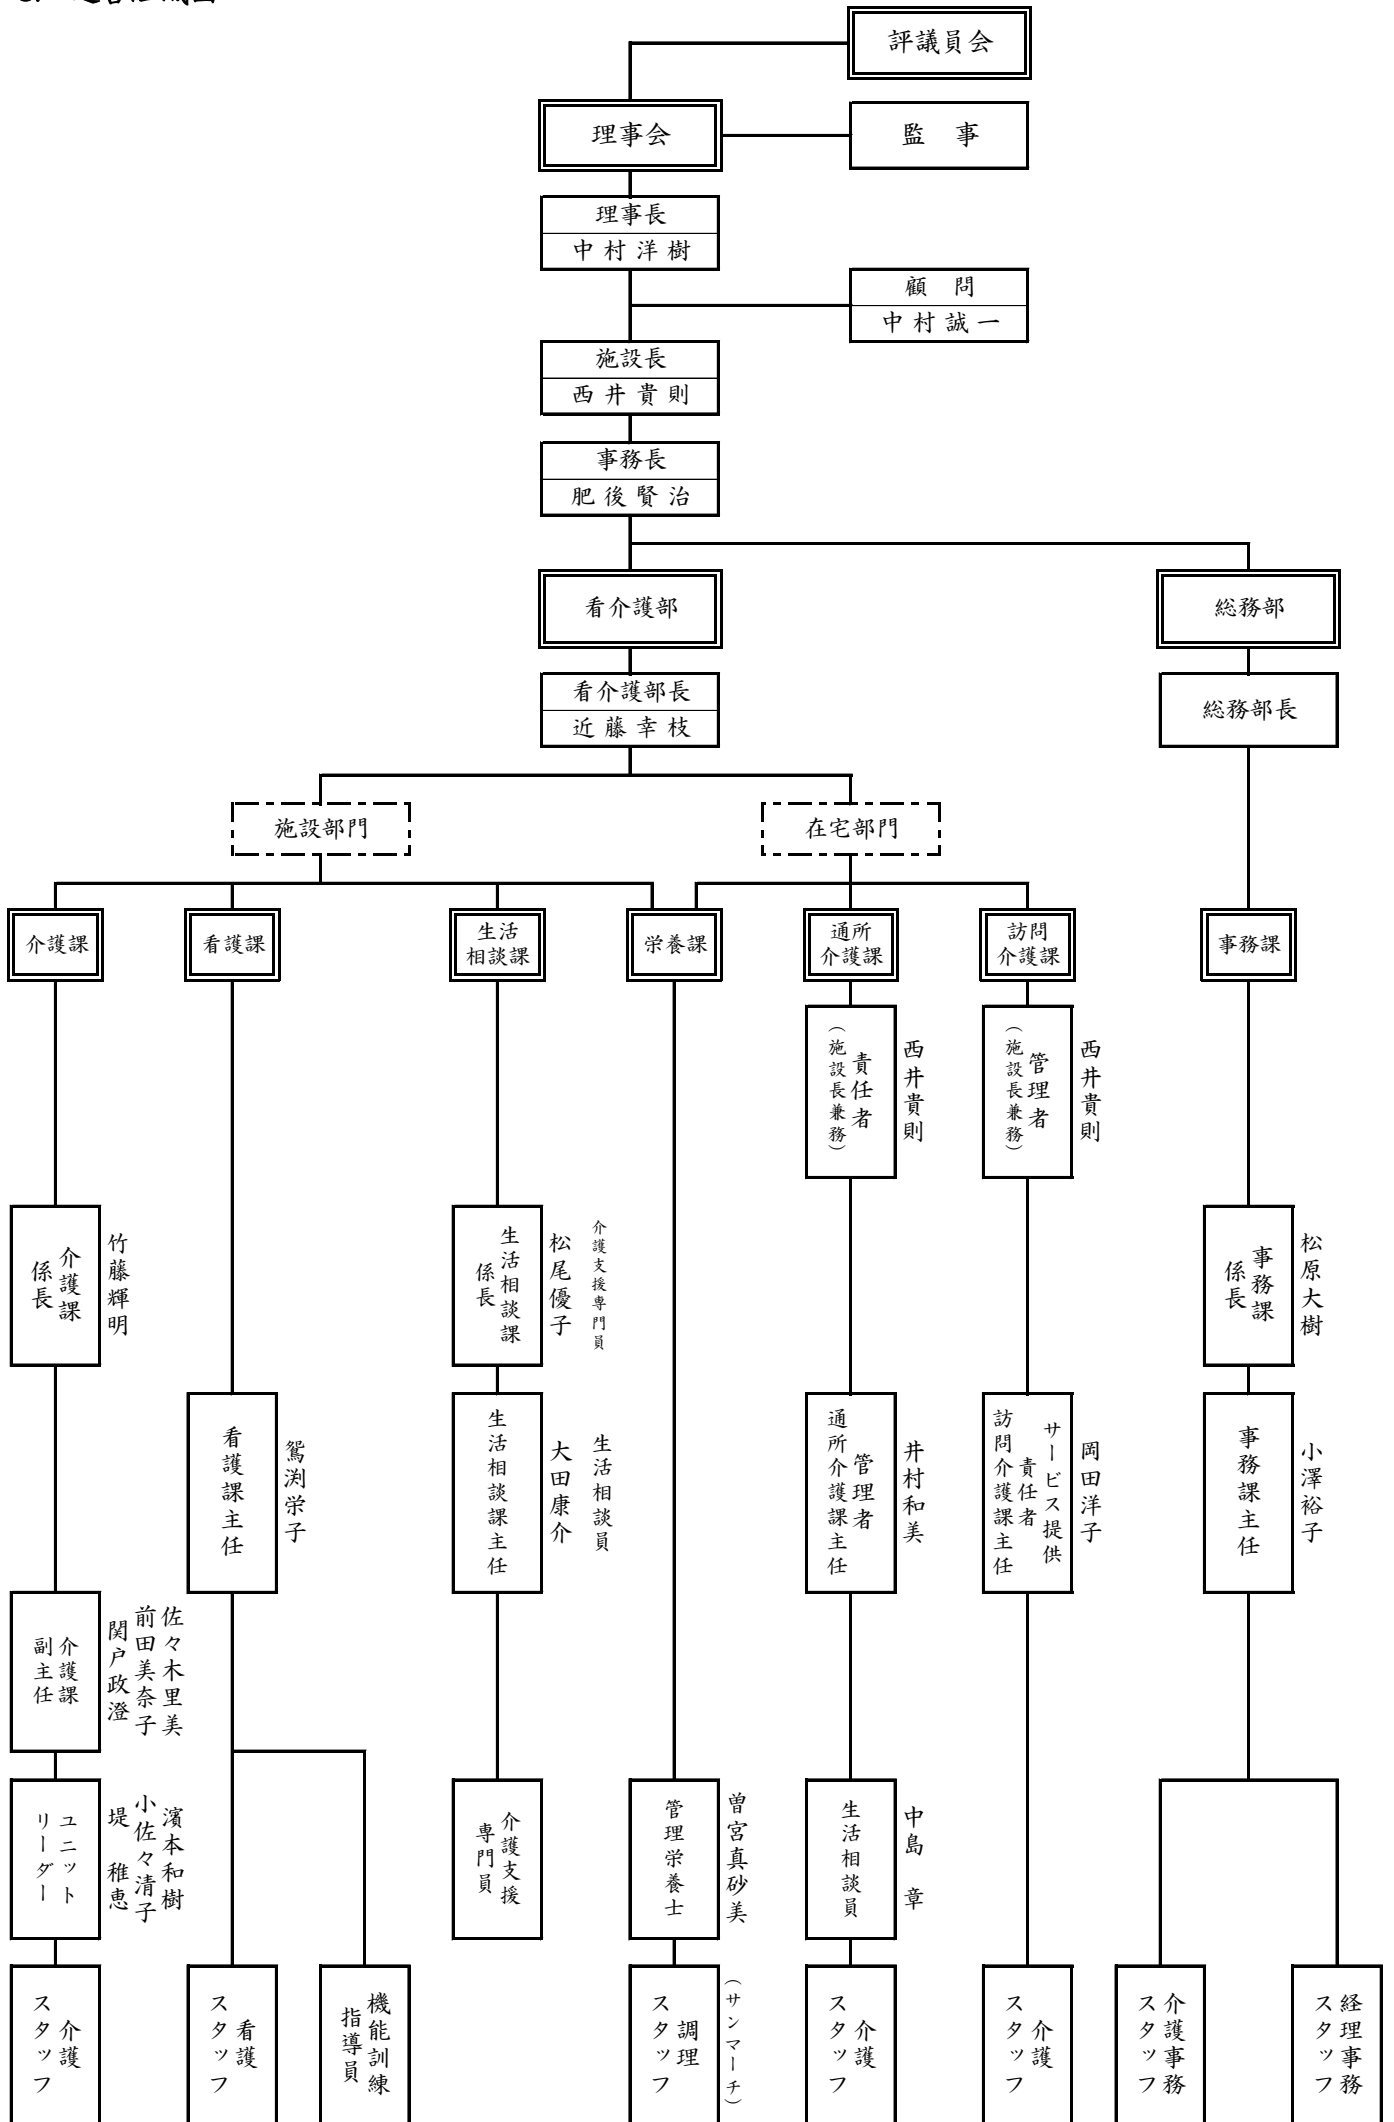 評議員会
理事会
監　事
理事長
中村洋樹
顧　問
中村誠一
施設長
西井貴則
事務長
肥後賢治
看介護部
総務部
看介護部長
近藤幸枝
総務部長
施設部門
在宅部門
介護課
看護課
生活
相談課
栄養課
通所
介護課
訪問
介護課
事務課
責任者
（施設長兼務）
西井貴則
管理者
（施設長兼務）
西井貴則
介護課
係長
竹藤輝明
生活相談課
係長
松尾優子
介護支援専門員
事務課
係長
松原大樹
看護課主任
鴛渕栄子
生活相談課主任
大田康介
生活相談員
管理者
通所介護課主任
井村和美
サービス提供
責任者
訪問介護課主任
岡田洋子
事務課主任
小澤裕子
介護課
副主任
佐々木里美
前田美奈子
関戸政澄
ユニット
リーダー
濱本和樹
小佐々清子
堤　稚恵
介護支援
専門員
管理栄養士
曽宮真砂美
生活相談員
中島　章
介護
スタッフ
看護
スタッフ
機能訓練
指導員
調理
スタッフ
（サンマーチ）
介護
スタッフ
介護
スタッフ
介護事務
スタッフ
経理事務
スタッフ